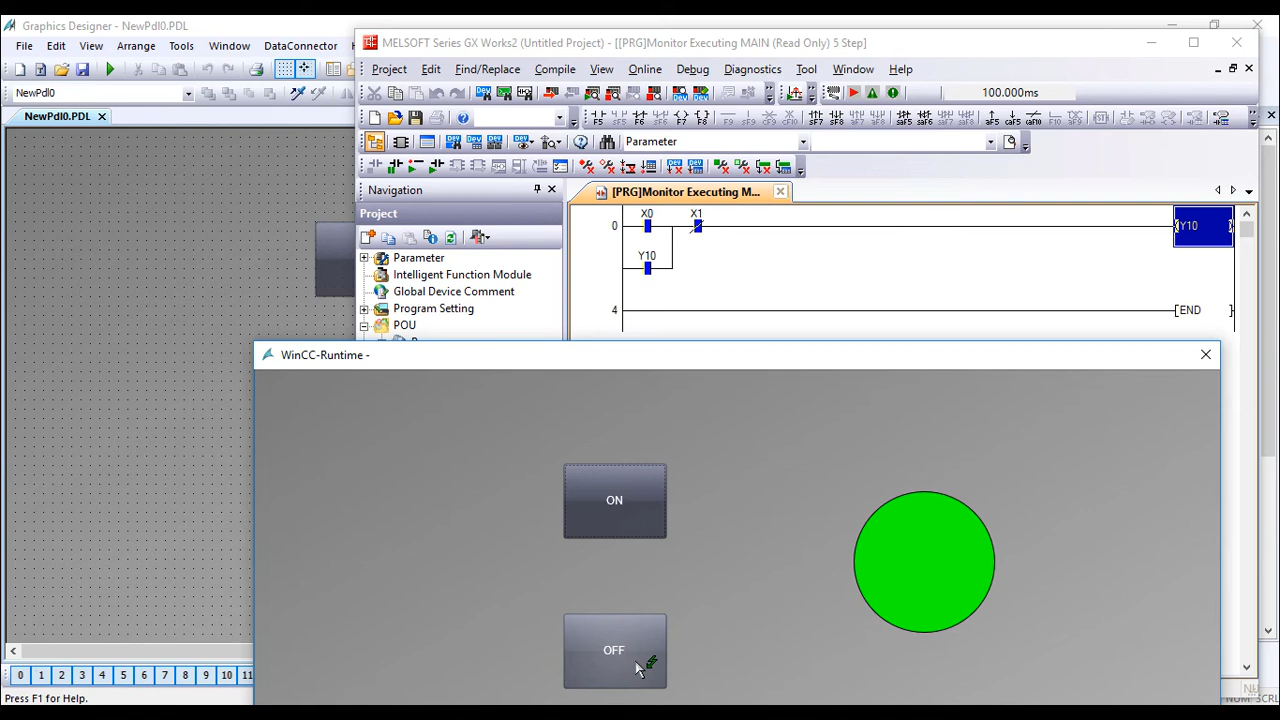 Graphics Designer - NewPdl0.PDL
File Edit View Arrange Tools Window DataConnector
NewPdl0
NewPdl0.PDL
MELSOFT Series GX Works2 (Untitled Project) - [[PRG]Monitor Executing MAIN (Read Only) 5 Step]
Project Edit Find/Replace Compile View Online Debug Diagnostics Tool Window Help
100.000ms
Parameter
Navigation
Project
Parameter
Intelligent Function Module
Global Device Comment
Program Setting
POU
[PRG]Monitor Executing M...
X0 X1
0 Y10
Y10
4 END
WinCC-Runtime -
ON
OFF
0 1 2 3 4 5 6 7 8 9 10 11
Press F1 for Help.